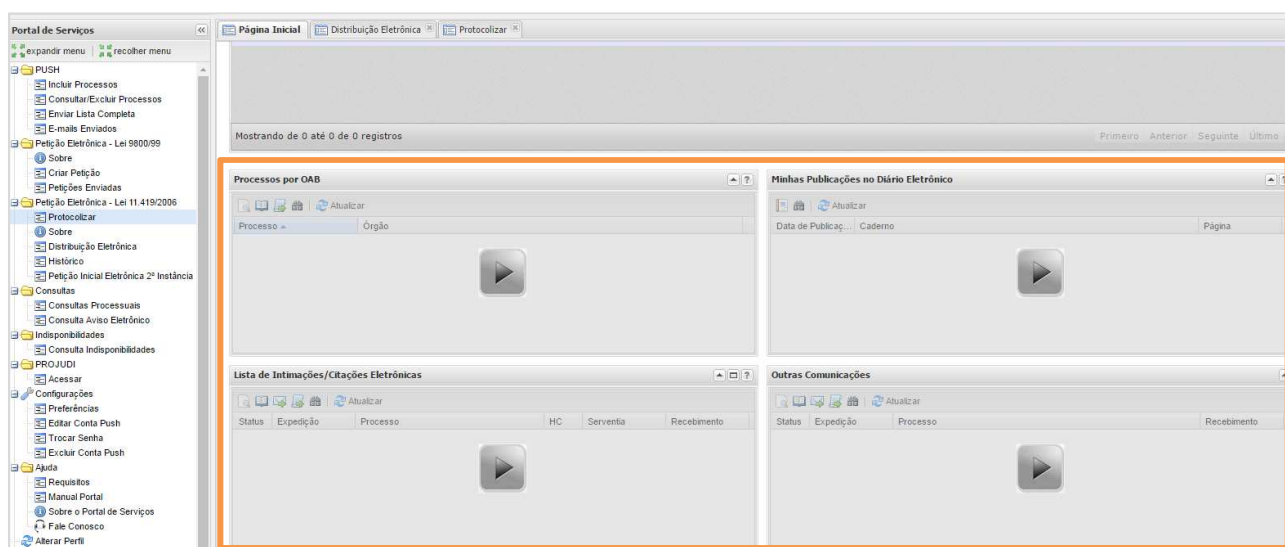 Portal de Serviços
expandir menu | recolher menu
PUSH
Incluir Processos
Consultar/Excluir Processos
Enviar Lista Completa
E-mails Enviados
Petição Eletrônica - Lei 9800/99
Sobre
Criar Petição
Petições Enviadas
Petição Eletrônica - Lei 11.419/2006
Protocolizar
Sobre
Distribuição Eletrônica
Histórico
Petição Inicial Eletrônica 2ª Instância
Consultas
Consultas Processuais
Consulta Aviso Eletrônico
Indisponibilidades
Consulta Indisponibilidades
PROJUDI
Acessar
Configurações
Preferências
Editar Conta Push
Trocar Senha
Excluir Conta Push
Ajuda
Requisitos
Manual Portal
Sobre o Portal de Serviços
Fale Conosco
Alterar Perfil
Página Inicial Distribuição Eletrônica Protocolizar
Mostrando de 0 até 0 de 0 registros Primeiro Anterior Seguinte Último
Processos por OAB
Atualizar
Processo Órgão
Minhas Publicações no Diário Eletrônico
Atualizar
Data de Publicaç... Caderno Página
Lista de Intimações/Citações Eletrônicas
Atualizar
Status Expedição Processo HC Serventia Recebimento
Outras Comunicações
Atualizar
Status Expedição Processo Recebimento